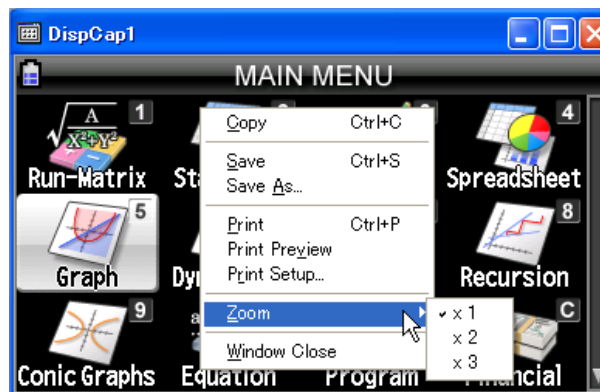 DispCap1
MAIN MENU
1
4
Run-Matrix
Spreadsheet
5
8
Graph
Recursion
9
C
Conic Graphs
Equation
Program
Copy Ctrl+C
Save Ctrl+S
Save As...
Print Ctrl+P
Print Preview
Print Setup...
Zoom
Window Close
✓ x 1
x 2
x 3